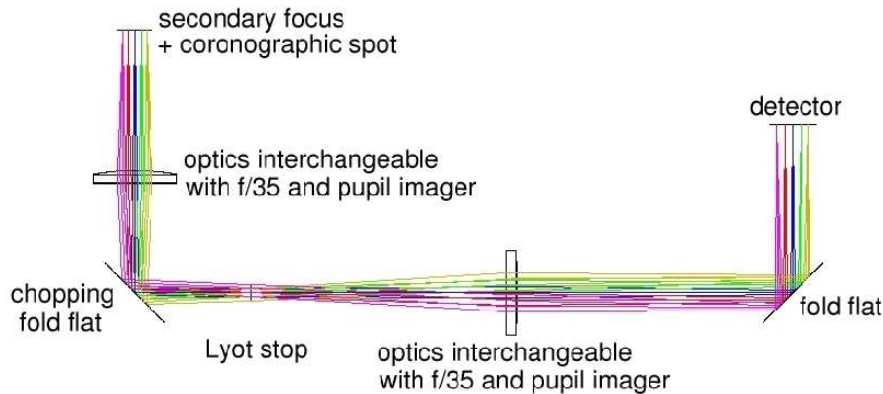 secondary focus
+ coronographic spot
detector
optics interchangeable
with f/35 and pupil imager
chopping
fold flat
fold flat
Lyot stop
optics interchangeable
with f/35 and pupil imager